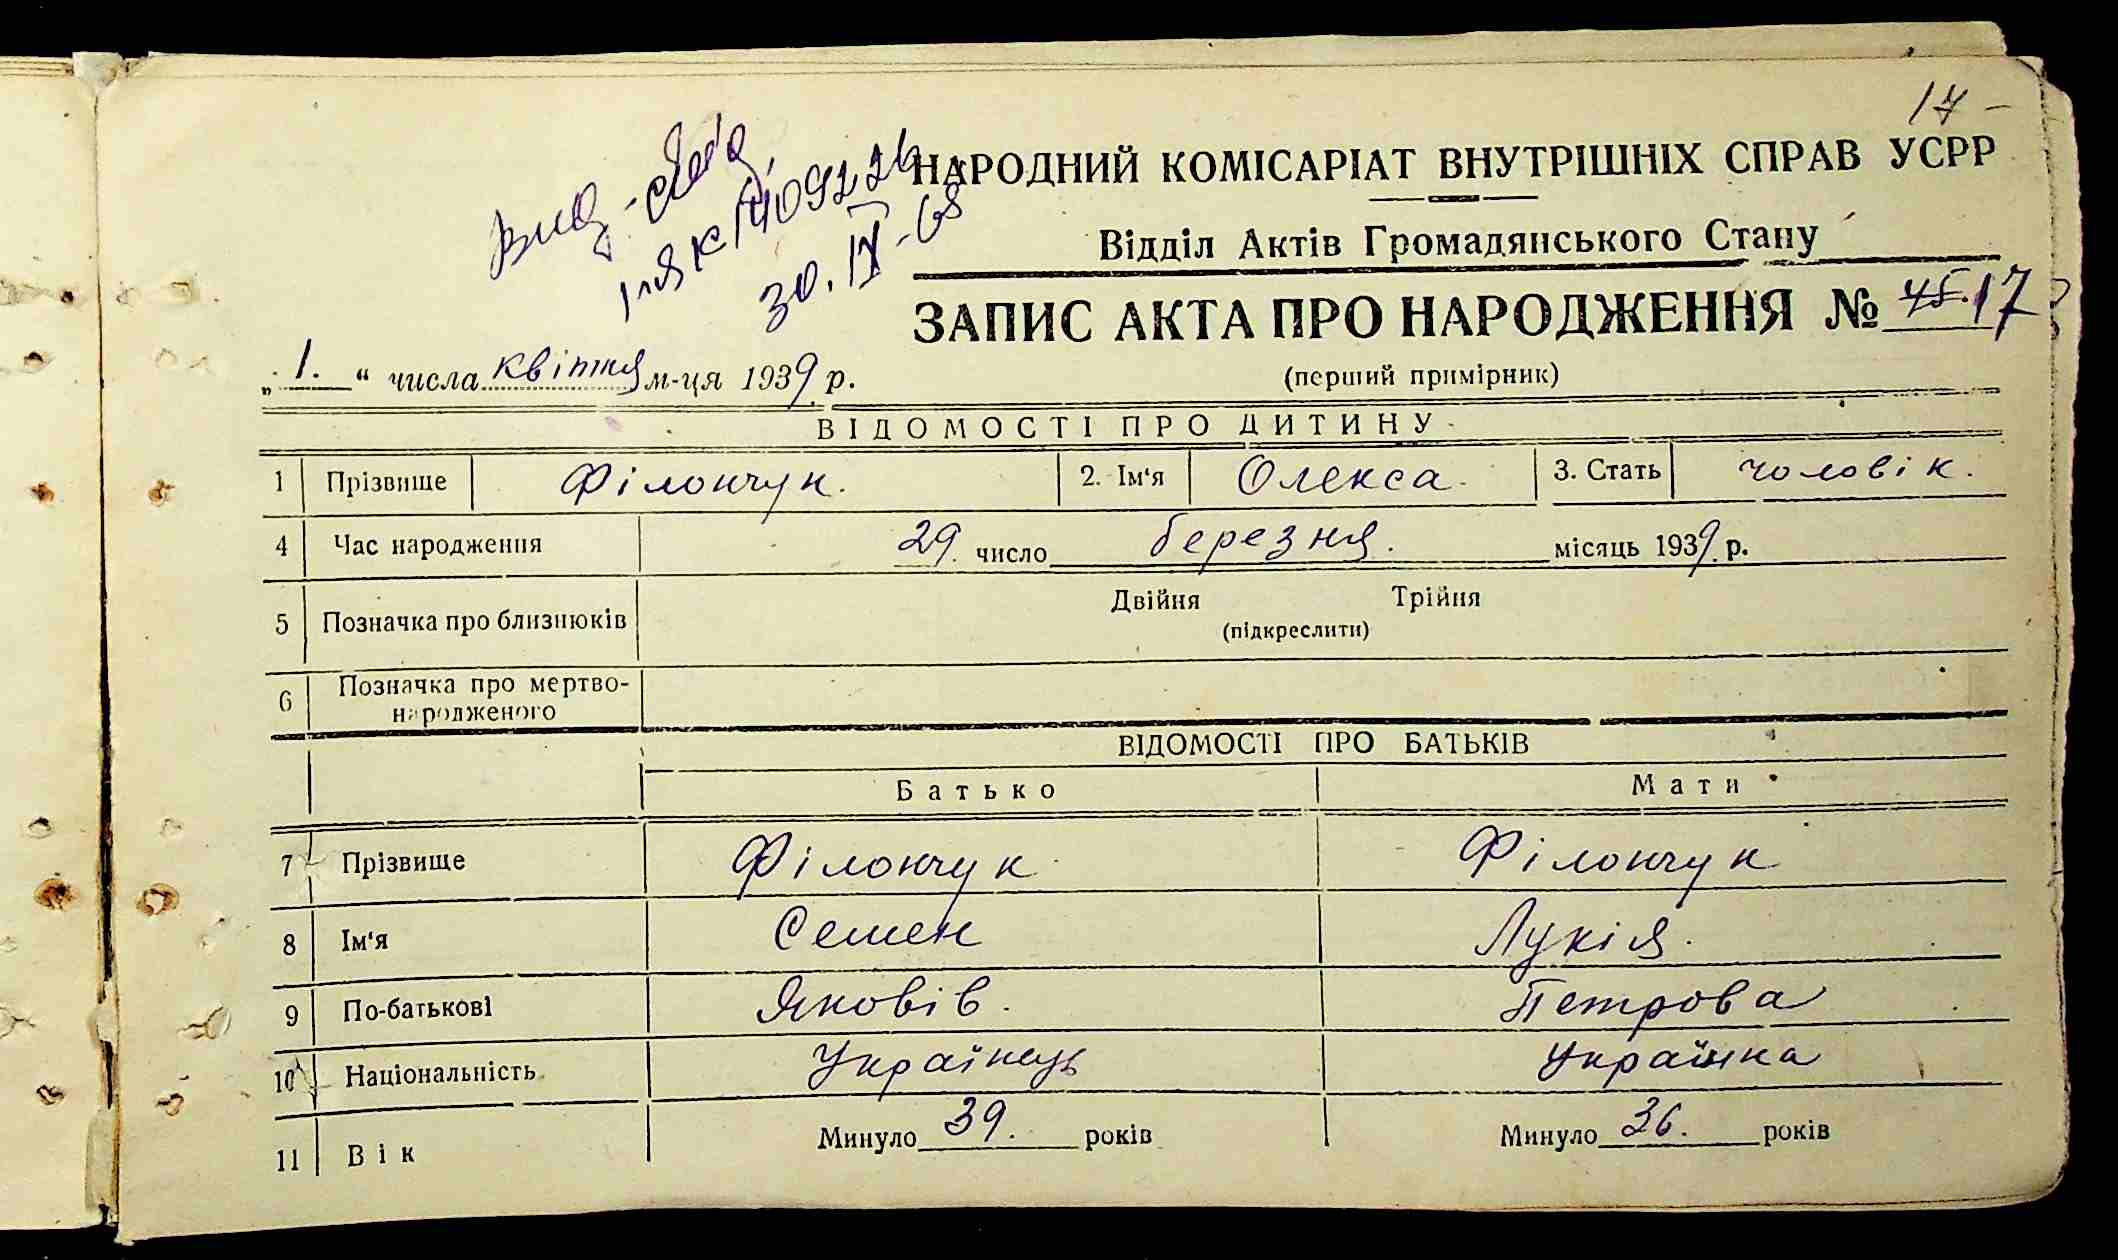 17 -
НАРОДНИЙ КОМІСАРІАТ ВНУТРІШНІХ СПРАВ УСРР
Відділ Актів Громадянського Стану
ЗАПИС АКТА ПРО НАРОДЖЕННЯ № 45. 17
(перший примірник)
30. IV - 68
„ 1. “ числа квітня м-ця 1939 р.
ВІДОМОСТІ ПРО ДИТИНУ
1 Прізвище Філончук. 2. Ім‘я Олекса. 3. Стать чоловік.
4 Час народження 29. число березня. місяць 1939 р.
5 Позначка про близнюків Двійня Трійня
(підкреслити)
6 Позначка про мертво-
народженого
ВІДОМОСТІ ПРО БАТЬКІВ
Батько Мати
7 Прізвище Філончук Філончук
8 Ім‘я Семен Лукія.
9 По-батькові Яковів. Петрова
10 Національність Українець Українка
11 Вік Минуло 39. років Минуло 36. років